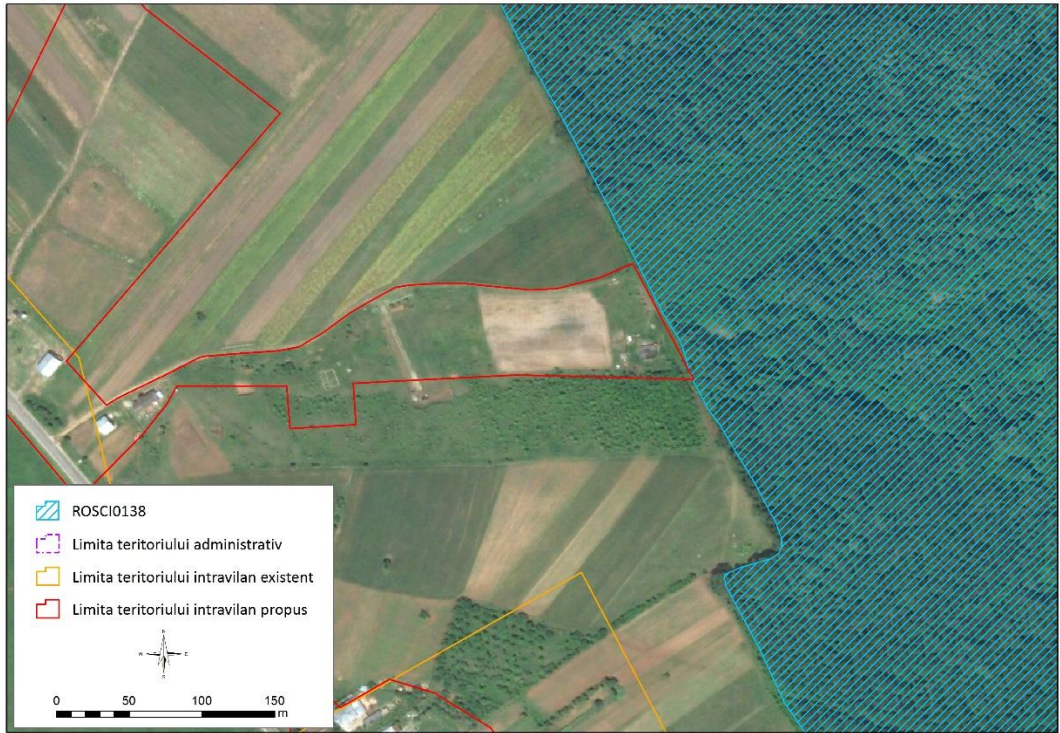 ROSCI0138
Limita teritoriului administrativ
Limita teritoriului intravilan existent
Limita teritoriului intravilan propus
N
W E
S
0 50 100 150
m